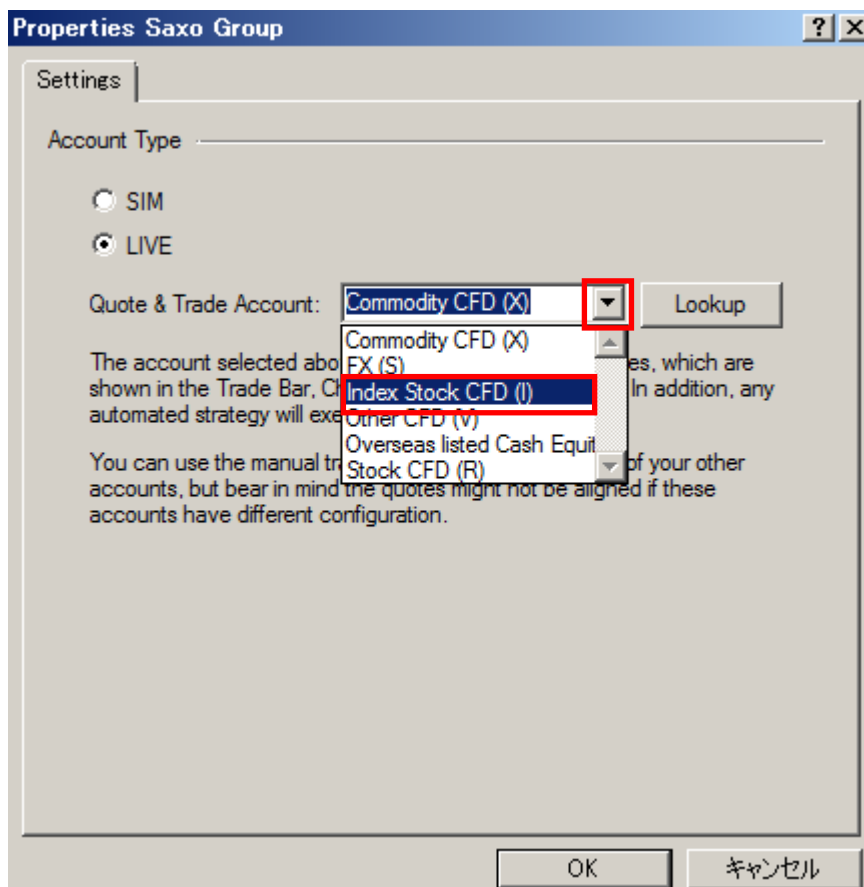 Properties Saxo Group
Settings
Account Type
SIM
LIVE
Quote & Trade Account:
Commodity CFD (X)
Lookup
Commodity CFD (X)
FX (S)
Index Stock CFD (I)
Other CFD (V)
Overseas listed Cash Equit
Stock CFD (R)
The account selected abo es, which are
shown in the Trade Bar, Ch In addition, any
automated strategy will exe
You can use the manual tr of your other
accounts, but bear in mind the quotes might not be aligned if these
accounts have different configuration.
OK
キャンセル